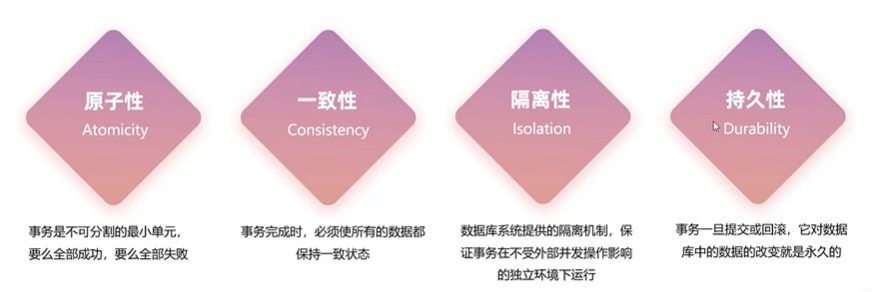 原子性
Atomicity
事务是不可分割的最小单元，
要么全部成功，要么全部失败
一致性
Consistency
事务完成时，必须使所有的数据都
保持一致状态
隔离性
Isolation
数据库系统提供的隔离机制，保
证事务在不受外部并发操作影响
的独立环境下运行
持久性
Durability
事务一旦提交或回滚，它对数据
库中的数据的改变就是永久的